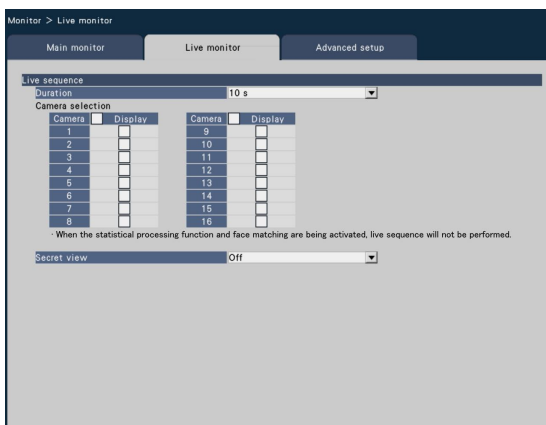 Monitor > Live monitor
Main monitor Live monitor Advanced setup
Live sequence
Duration 10 s
Camera selection
Camera Display Camera Display
1 9
2 10
3 11
4 12
5 13
6 14
7 15
8 16
· When the statistical processing function and face matching are being activated, live sequence will not be performed.
Secret view Off